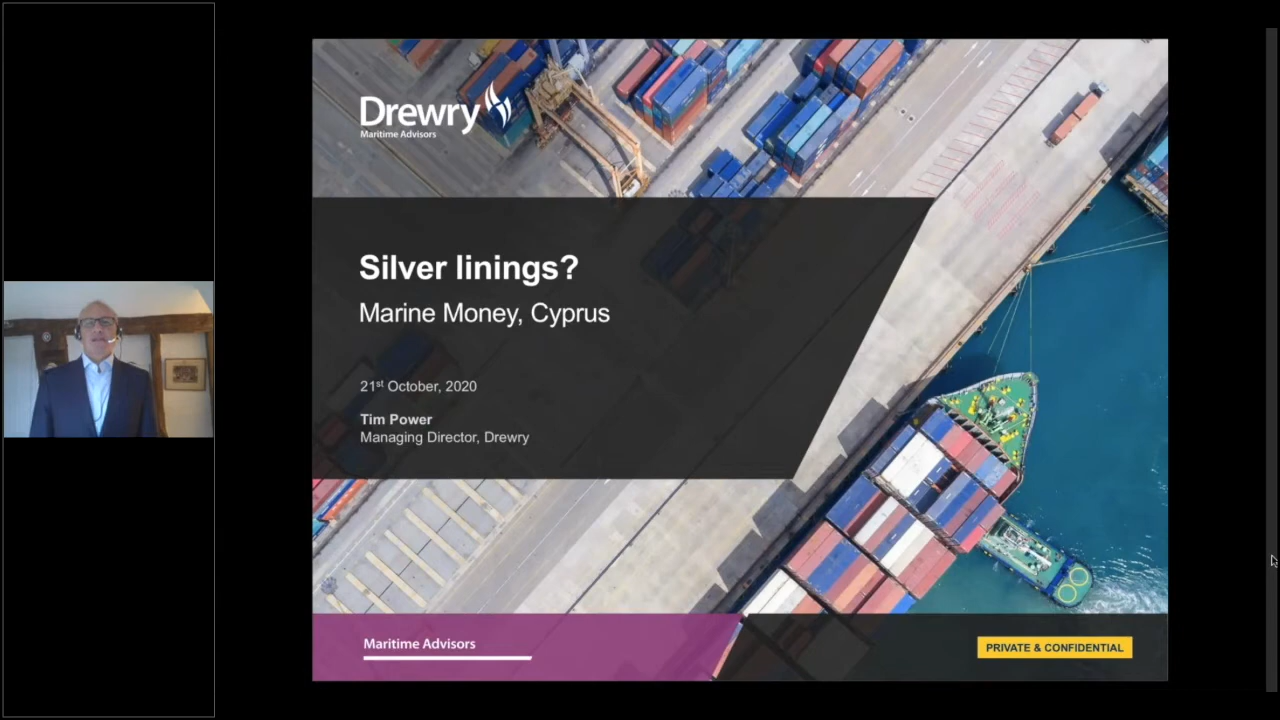 Drewry
Maritime Advisors
Silver linings?
Marine Money, Cyprus
21st October, 2020
Tim Power
Managing Director, Drewry
Maritime Advisors
PRIVATE & CONFIDENTIAL